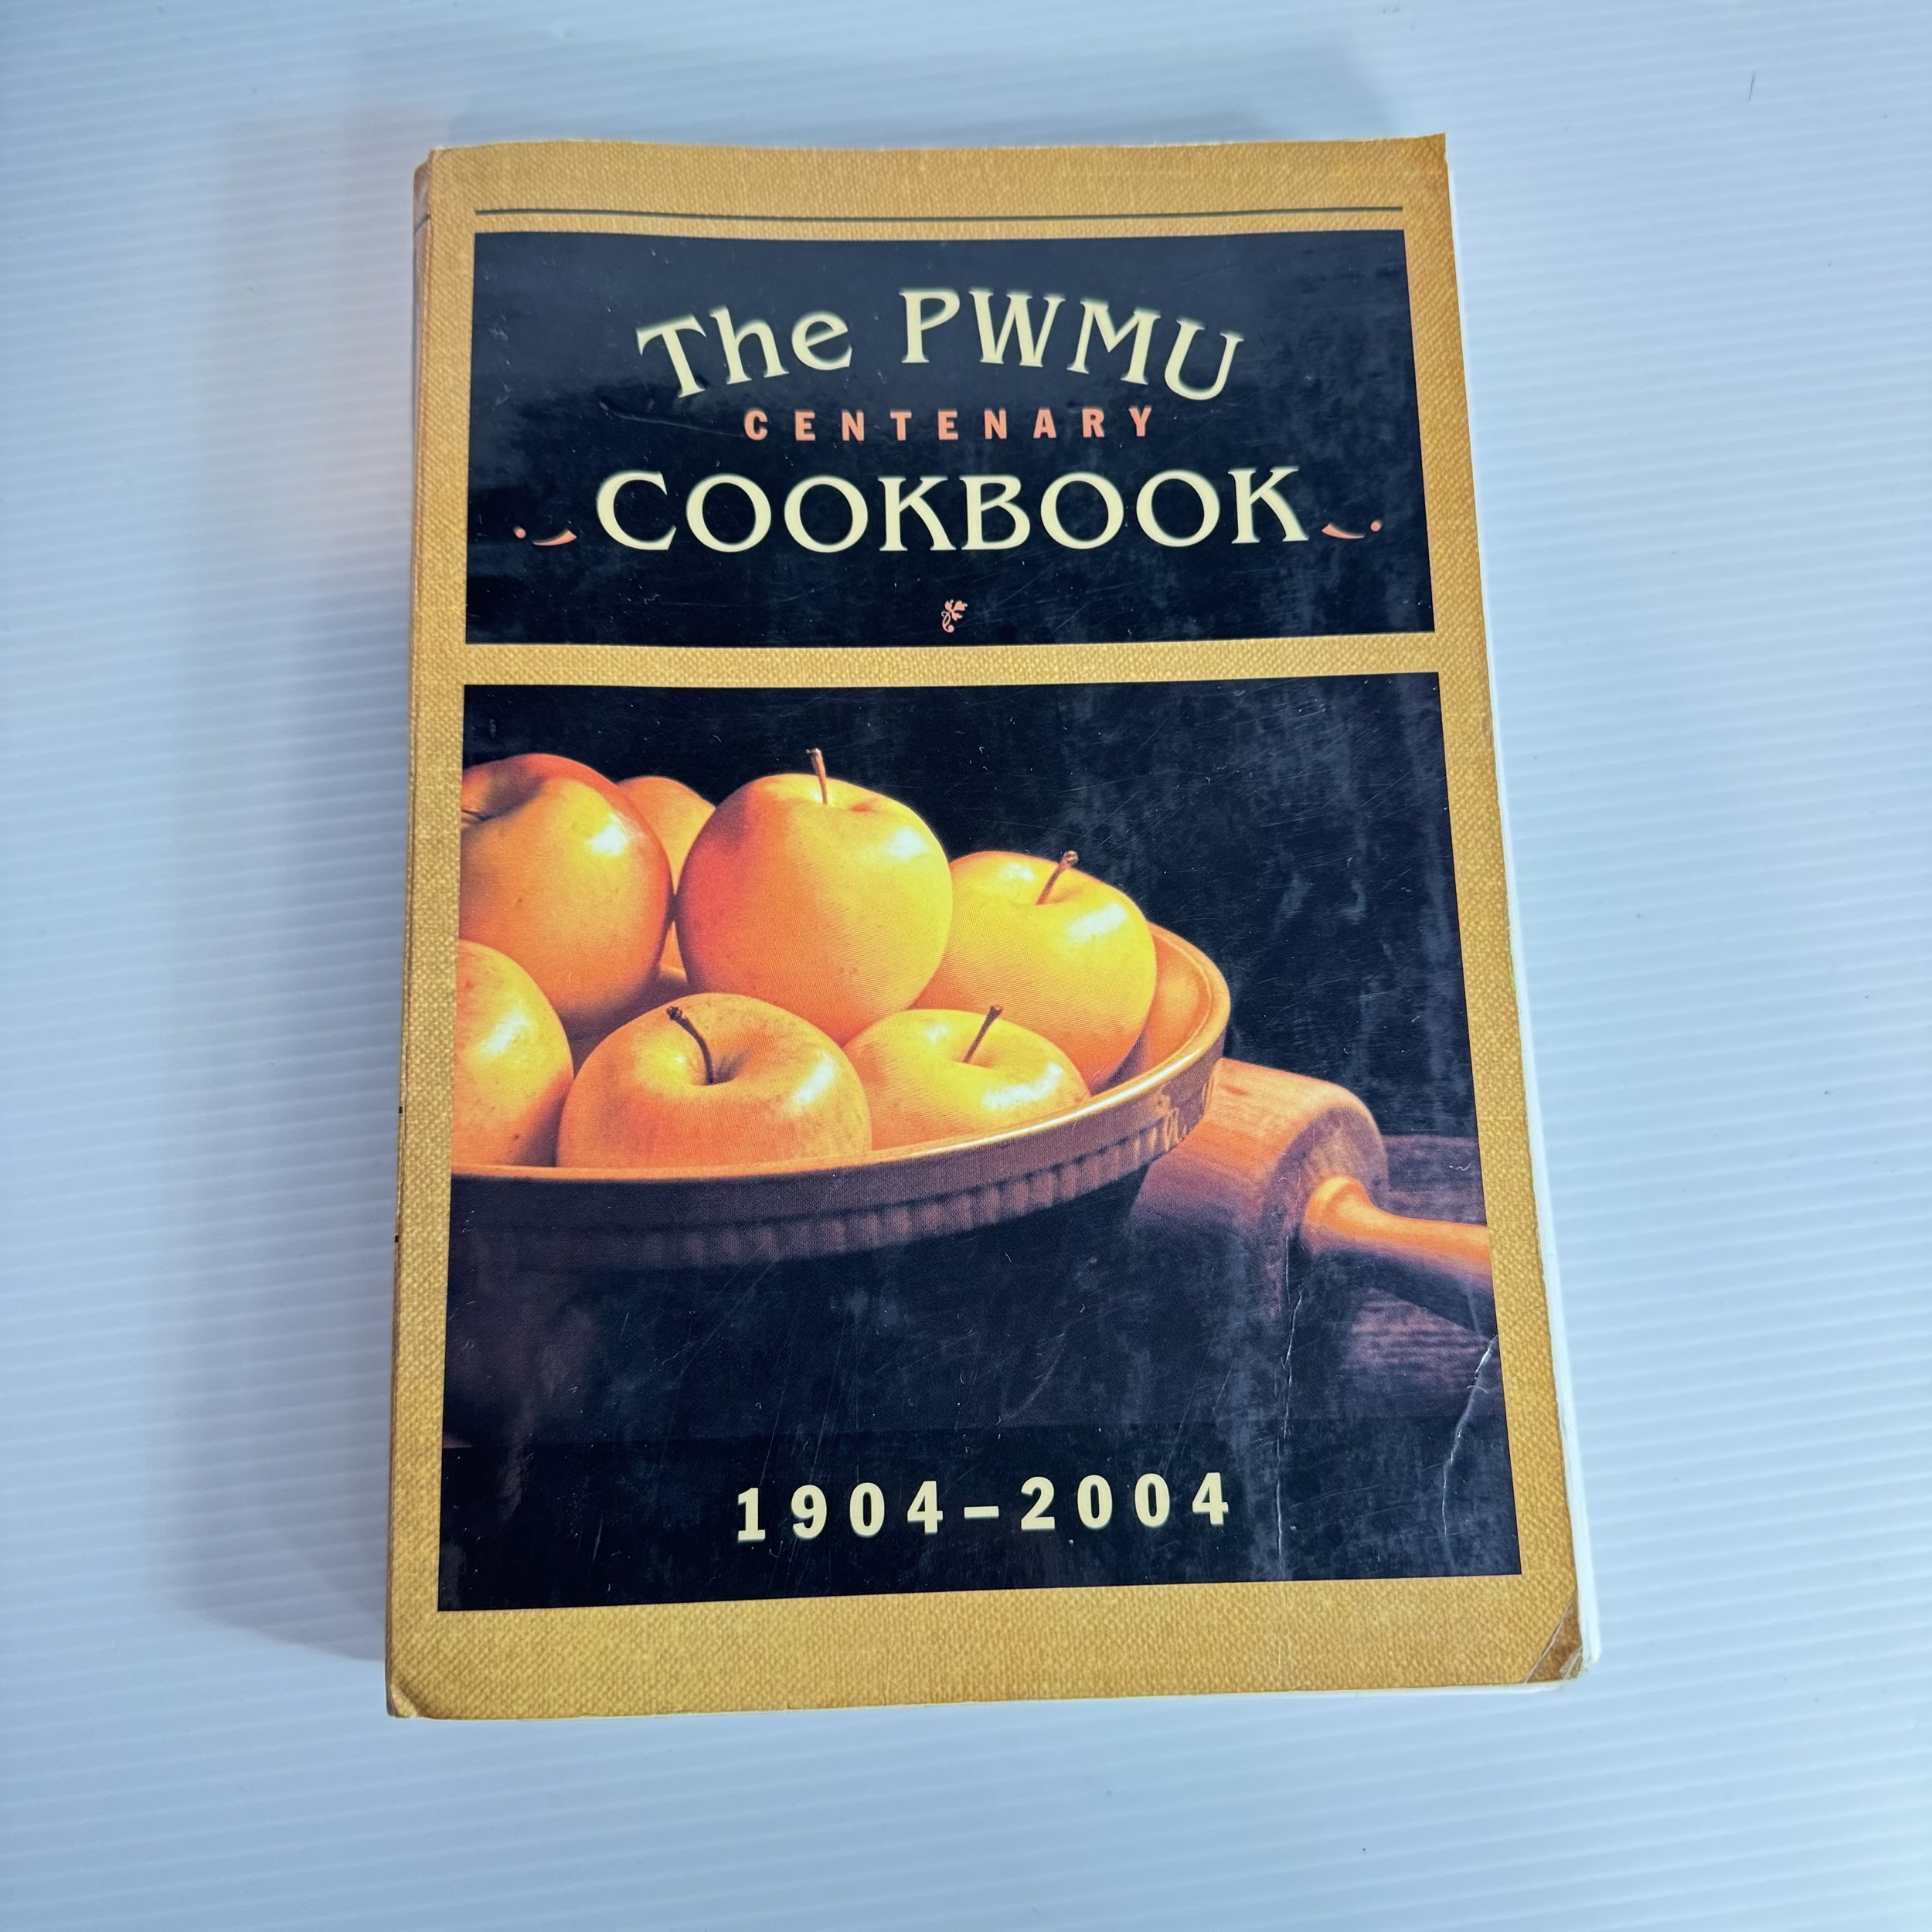 The PWMU
CENTENARY
COOKBOOK
1904–2004